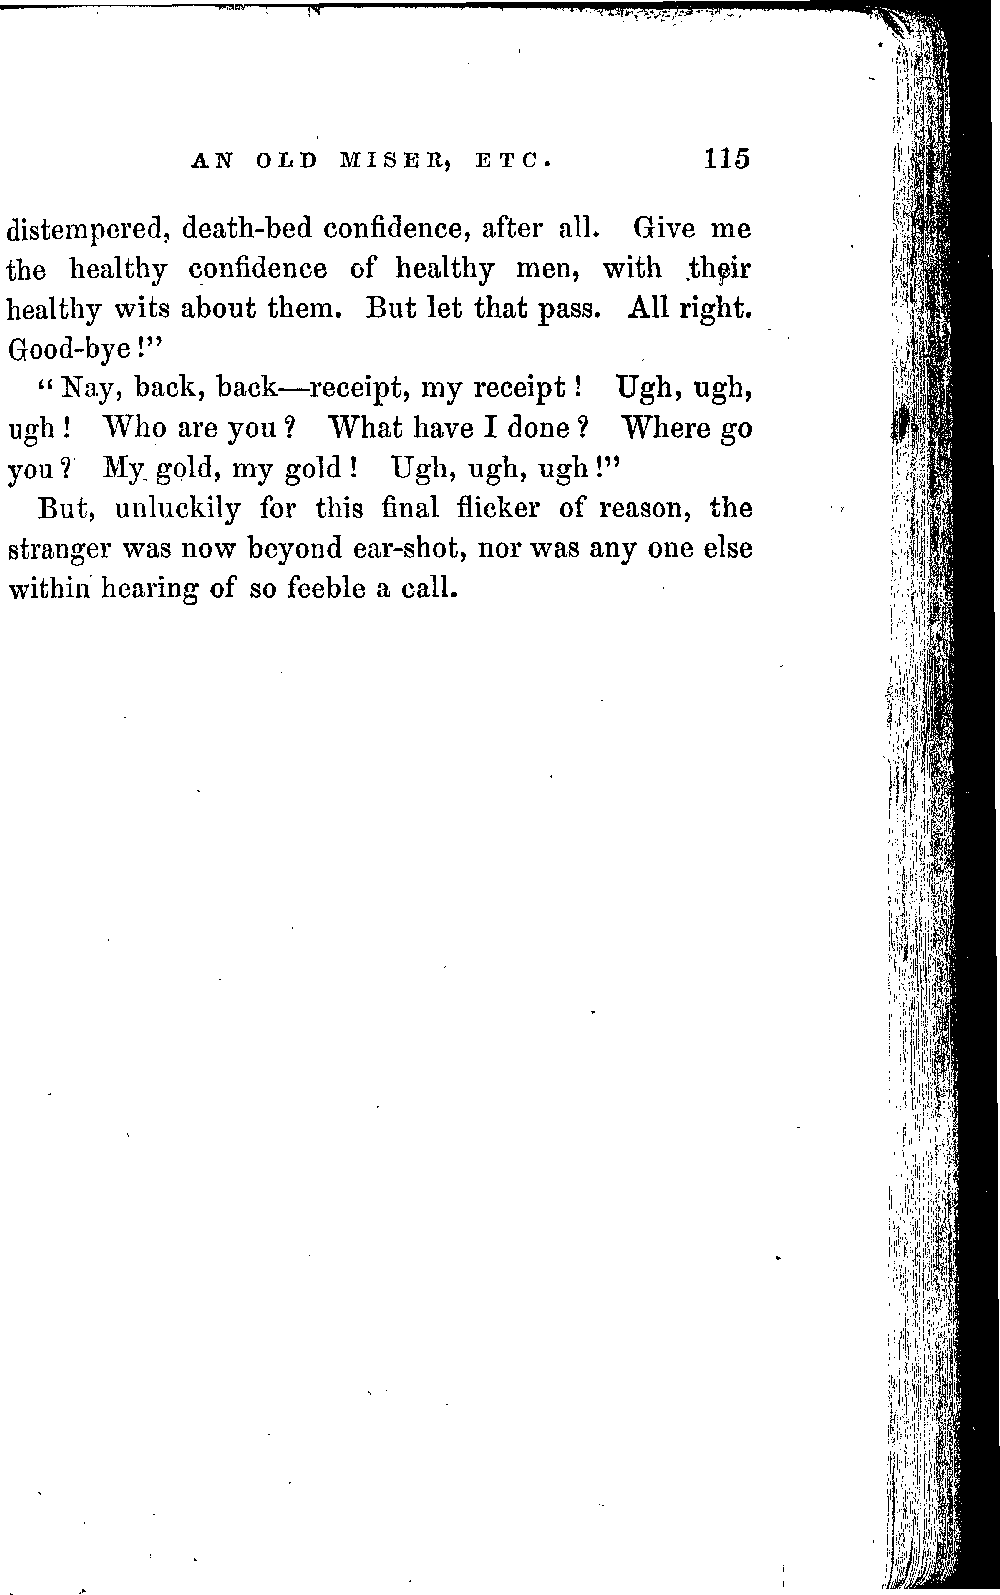 AN OLD MISER, ETC. 115
distempered, death-bed confidence, after all. Give me
the healthy confidence of healthy men, with their
healthy wits about them. But let that pass. All right.
Good-bye!”
“Nay, back, back—receipt, my receipt! Ugh, ugh,
ugh! Who are you? What have I done? Where go
you? My gold, my gold! Ugh, ugh, ugh!”
But, unluckily for this final flicker of reason, the
stranger was now beyond ear-shot, nor was any one else
within hearing of so feeble a call.